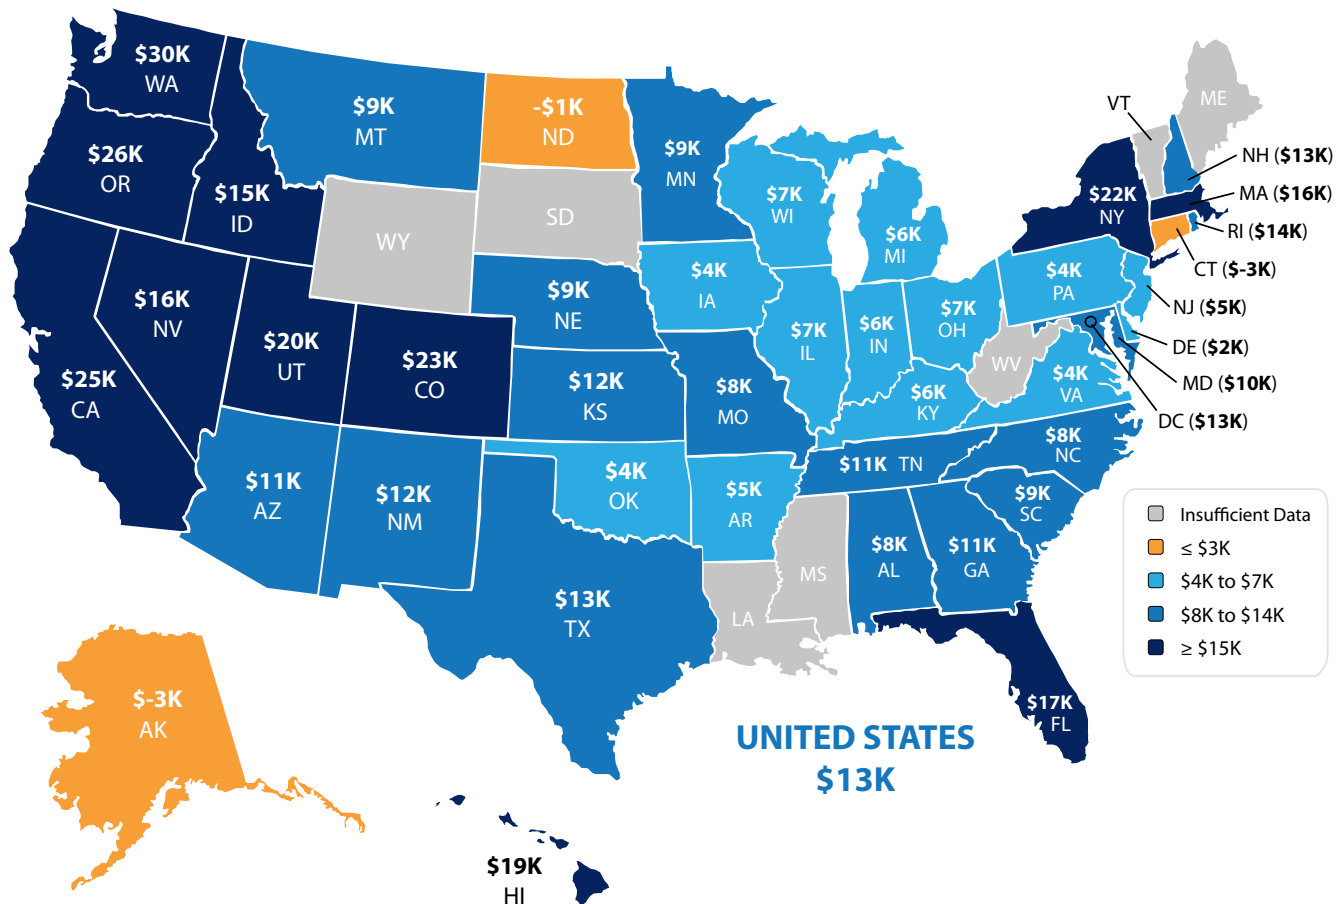 $30K
WA
$26K
OR
$15K
ID
$9K
MT
-$1K
ND
$9K
MN
WY
SD
$7K
WI
$6K
MI
$25K
CA
$16K
NV
$20K
UT
$23K
CO
$9K
NE
$4K
IA
$7K
IL
$6K
IN
$7K
OH
$4K
PA
$22K
NY
VT
ME
NH ($13K)
MA ($16K)
RI ($14K)
CT ($-3K)
NJ ($5K)
DE ($2K)
MD ($10K)
DC ($13K)
WV
$4K
VA
$6K
KY
$12K
KS
$8K
MO
$11K
AZ
$12K
NM
$4K
OK
$5K
AR
$11K TN
$8K
NC
$9K
SC
$13K
TX
LA
MS
$8K
AL
$11K
GA
$17K
FL
$-3K
AK
$19K
HI
UNITED STATES
$13K
Insufficient Data
≤ $3K
$4K to $7K
$8K to $14K
≥ $15K